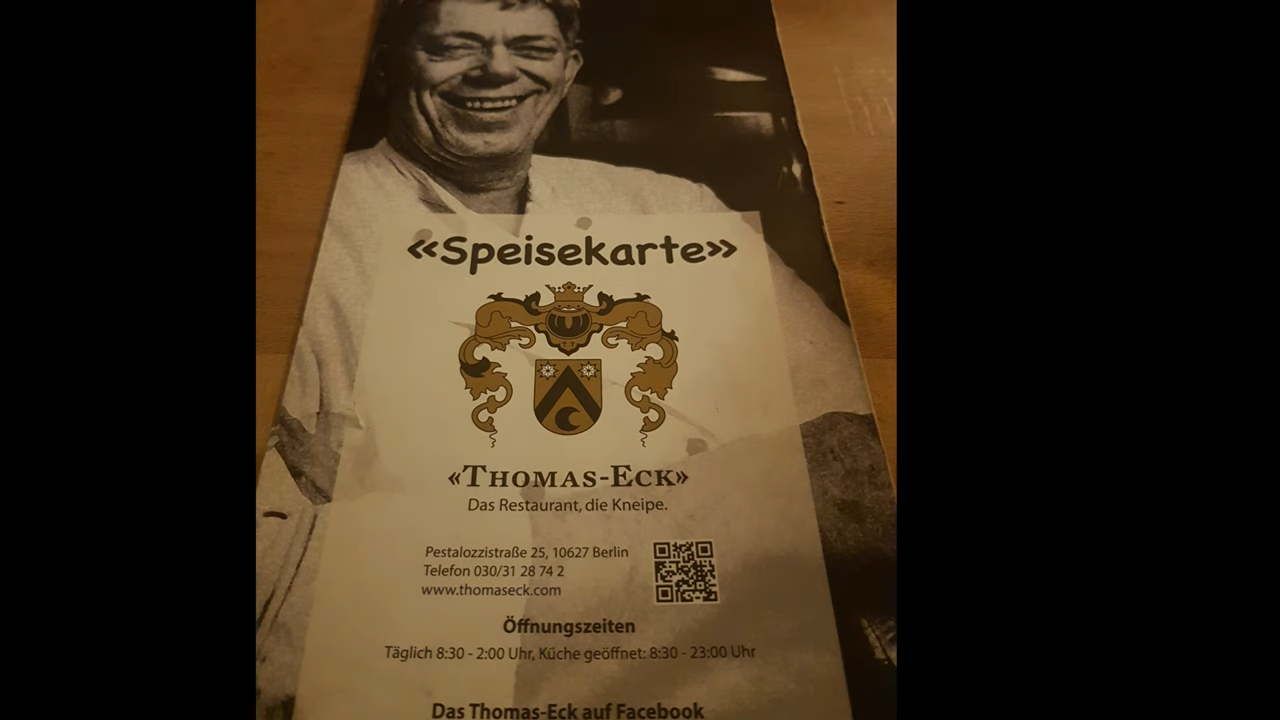 «Speisekarte»
«THOMAS-ECK»
Das Restaurant, die Kneipe.
Pestalozzistraße 25, 10627 Berlin
Telefon 030/31 28 74 2
www.thomaseck.com
Öffnungszeiten
Täglich 8:30 - 2:00 Uhr, Küche geöffnet: 8:30 - 23:00 Uhr
Das Thomas-Eck auf Facebook